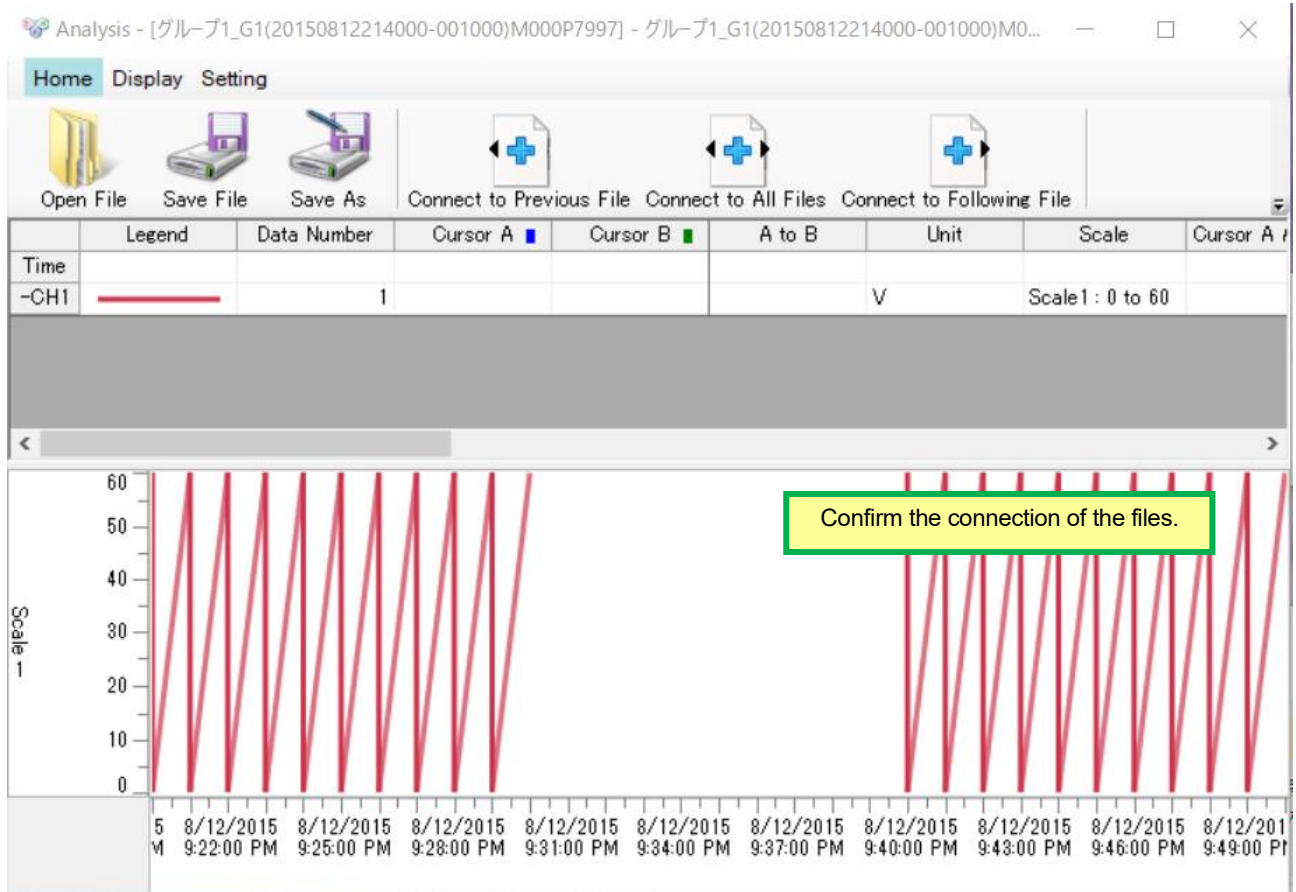 Analysis - [グループ1_G1(20150812214000-001000)M000P7997] - グループ1_G1(20150812214000-001000)M0...
Home Display Setting
Open File Save File Save As Connect to Previous File Connect to All Files Connect to Following File
Legend Data Number Cursor A Cursor B A to B Unit Scale Cursor A
Time
-CH1 1 V Scale1 : 0 to 60
Confirm the connection of the files.
Scale 1
60
50
40
30
20
10
0
5 8/12/2015 8/12/2015 8/12/2015 8/12/2015 8/12/2015 8/12/2015 8/12/2015 8/12/2015 8/12/2015 8/12/201
9:22:00 PM 9:25:00 PM 9:28:00 PM 9:31:00 PM 9:34:00 PM 9:37:00 PM 9:40:00 PM 9:43:00 PM 9:46:00 PM 9:49:00 P